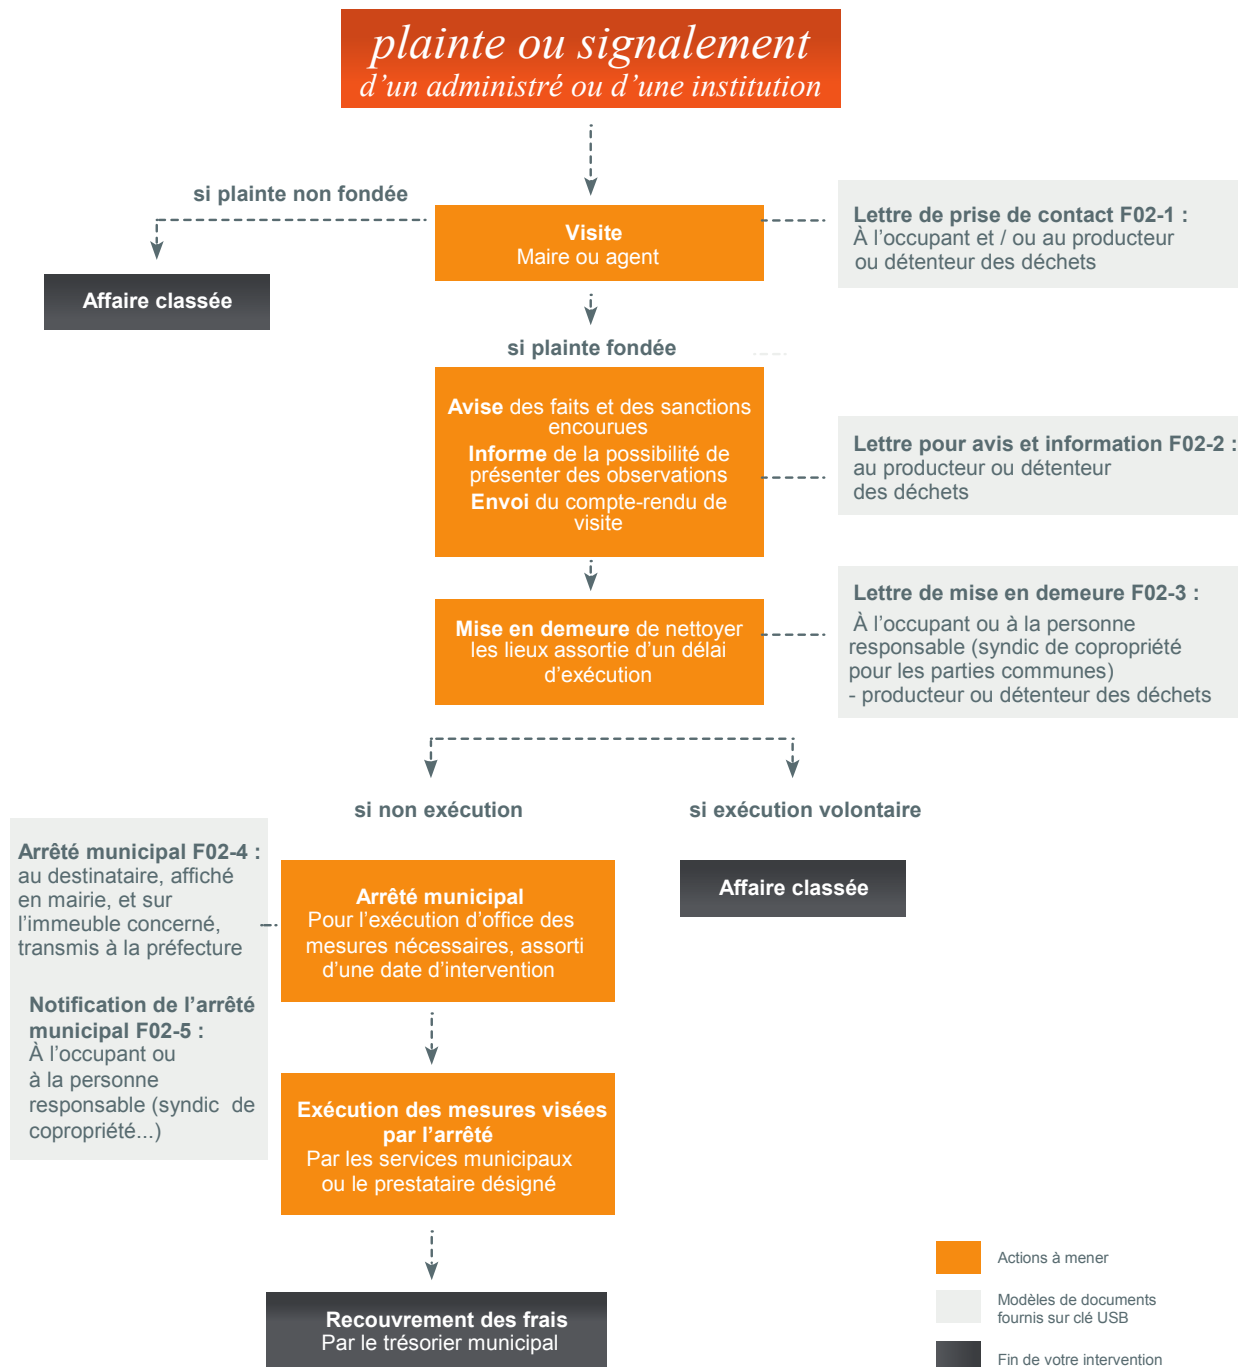 plainte ou signalement
d’un administré ou d’une institution
si plainte non fondée
Visite
Maire ou agent
Lettre de prise de contact F02-1 :
À l’occupant et / ou au producteur
ou détenteur des déchets
Affaire classée
si plainte fondée
Avise des faits et des sanctions
encourues
Informe de la possibilité de
présenter des observations
Envoi du compte-rendu de
visite
Lettre pour avis et information F02-2 :
au producteur ou détenteur
des déchets
Mise en demeure de nettoyer
les lieux assortie d’un délai
d’exécution
Lettre de mise en demeure F02-3 :
À l’occupant ou à la personne
responsable (syndic de copropriété
pour les parties communes)
- producteur ou détenteur des déchets
si non exécution
si exécution volontaire
Arrêté municipal F02-4 :
au destinataire, affiché
en mairie, et sur
l’immeuble concerné,
transmis à la préfecture
Notification de l’arrêté
municipal F02-5 :
À l’occupant ou
à la personne
responsable (syndic de
copropriété...)
Arrêté municipal
Pour l’exécution d’office des
mesures nécessaires, assorti
d’une date d’intervention
Affaire classée
Exécution des mesures visées
par l’arrêté
Par les services municipaux
ou le prestataire désigné
Recouvrement des frais
Par le trésorier municipal
Actions à mener
Modèles de documents
fournis sur clé USB
Fin de votre intervention